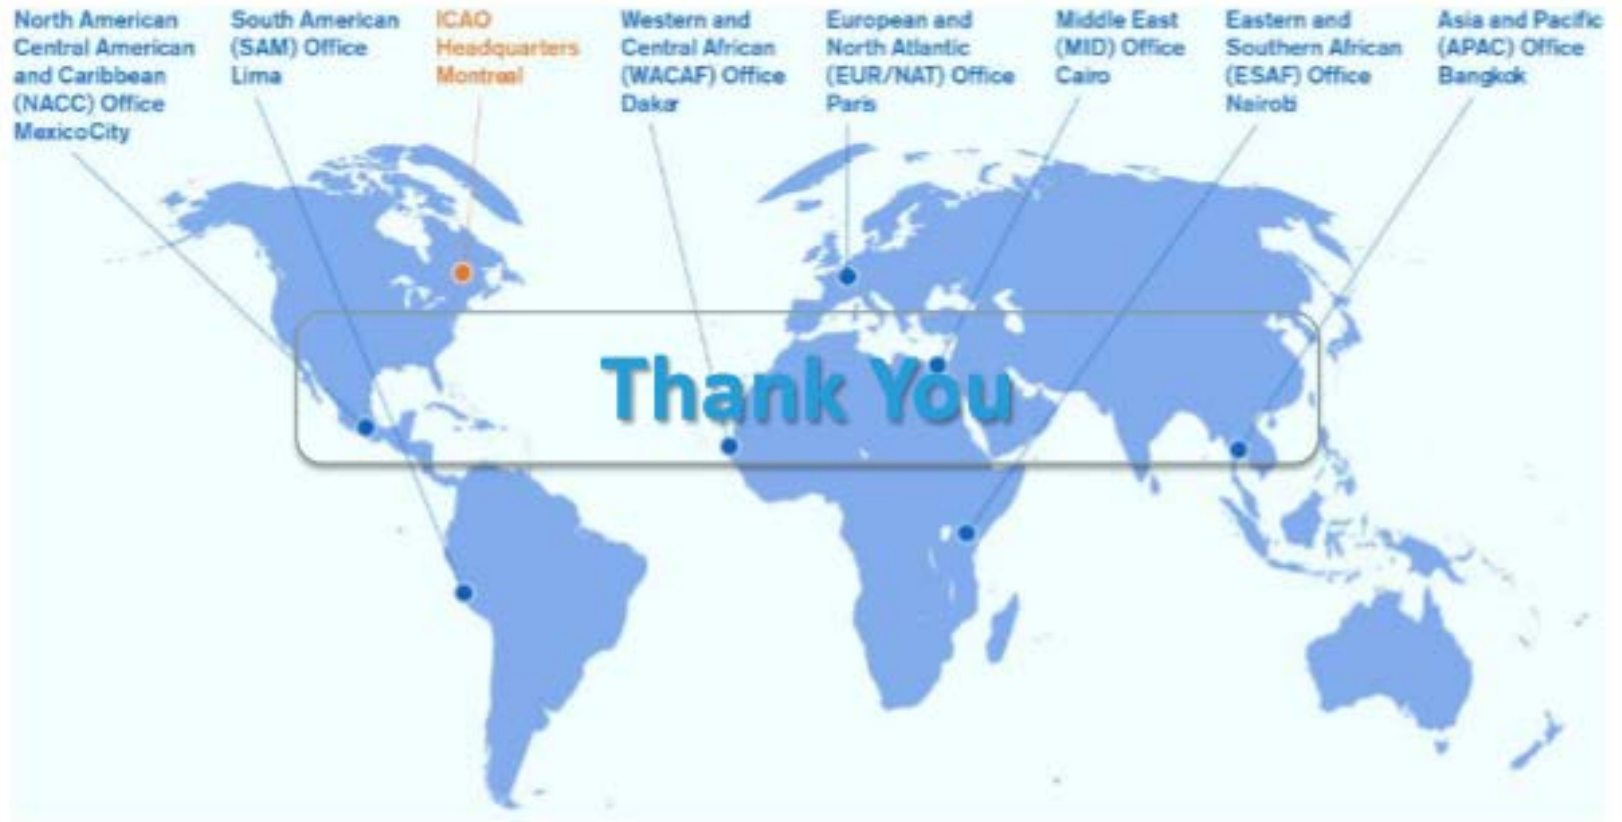 North American
Central American
and Caribbean
(NACC) Office
MexicoCity
South American
(SAM) Office
Lima
ICAO
Headquarters
Montreal
Western and
Central African
(WACAF) Office
Dakar
European and
North Atlantic
(EUR/NAT) Office
Paris
Middle East
(MID) Office
Cairo
Eastern and
Southern African
(ESAF) Office
Nairobi
Asia and Pacific
(APAC) Office
Bangkok
Thank You